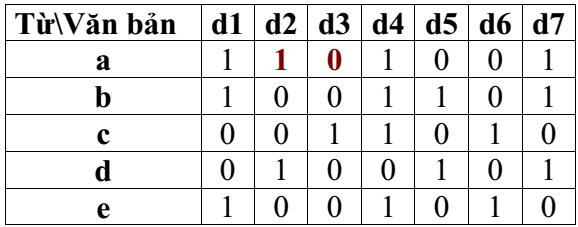 Từ\Văn bản d1 d2 d3 d4 d5 d6 d7
a 1 1 0 1 0 0 1
b 1 0 0 1 1 0 1
c 0 0 1 1 0 1 0
d 0 1 0 0 1 0 1
e 1 0 0 1 0 1 0